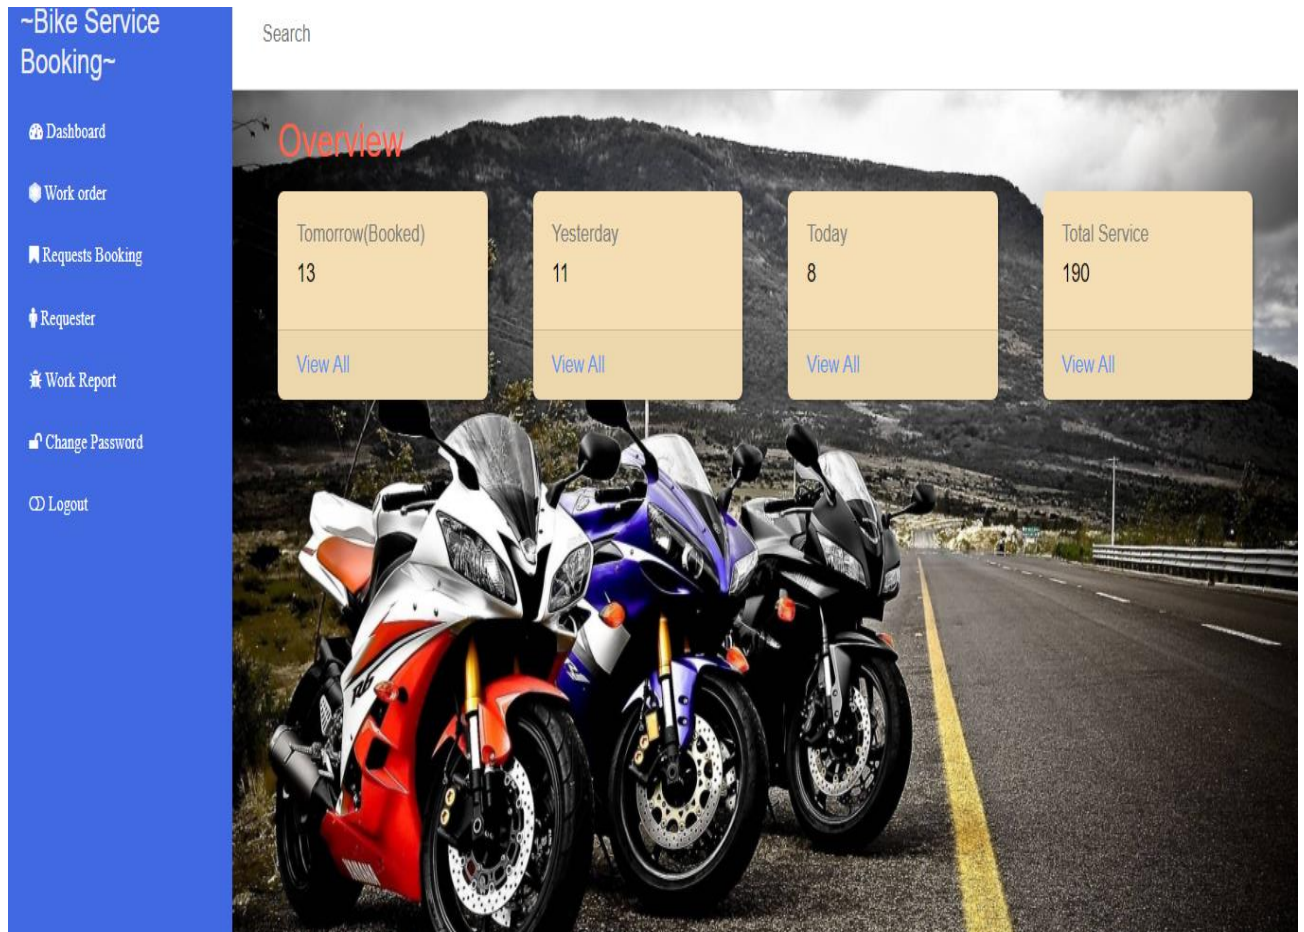 ~Bike Service
Booking~
Dashboard
Work order
Requests Booking
Requester
Work Report
Change Password
Logout
Search
Overview
Tomorrow(Booked)
13
View All
Yesterday
11
View All
Today
8
View All
Total Service
190
View All
R6